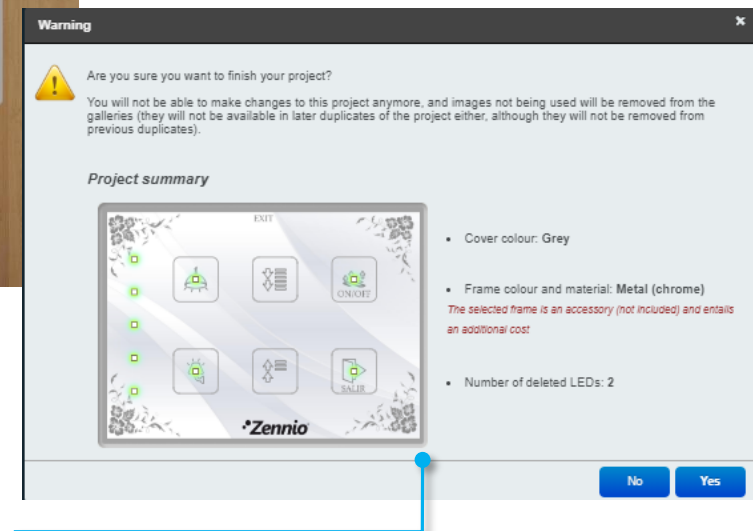 Warning
Are you sure you want to finish your project?
You will not be able to make changes to this project anymore, and images not being used will be removed from the
galleries (they will not be available in later duplicates of the project either, although they will not be removed from
previous duplicates).
Project summary
EXIT
ON/OFF
SALIR
Zennio
• Cover colour: Grey
• Frame colour and material: Metal (chrome)
The selected frame is an accessory (not included) and entails
an additional cost
• Number of deleted LEDs: 2
No Yes